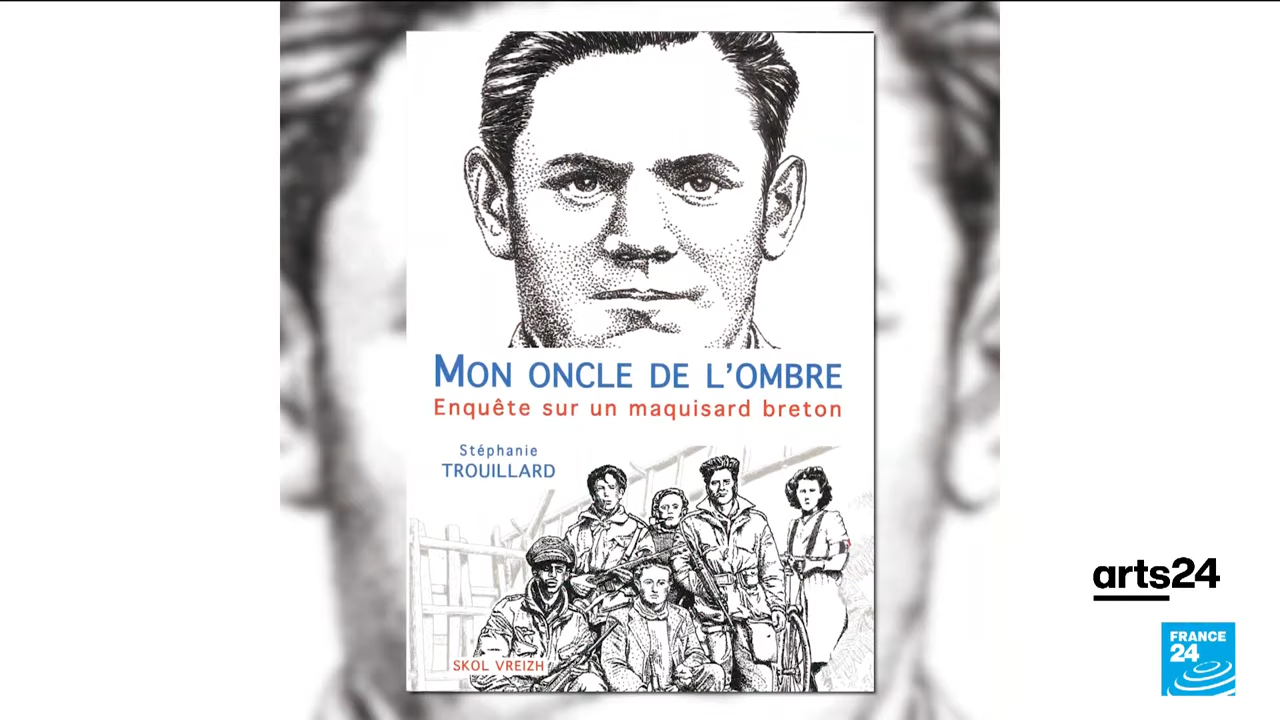 MON ONCLE DE L'OMBRE
Enquête sur un maquisard breton
Stéphanie
TROUILLARD
SKOL VREIZH
arts24
FRANCE
24